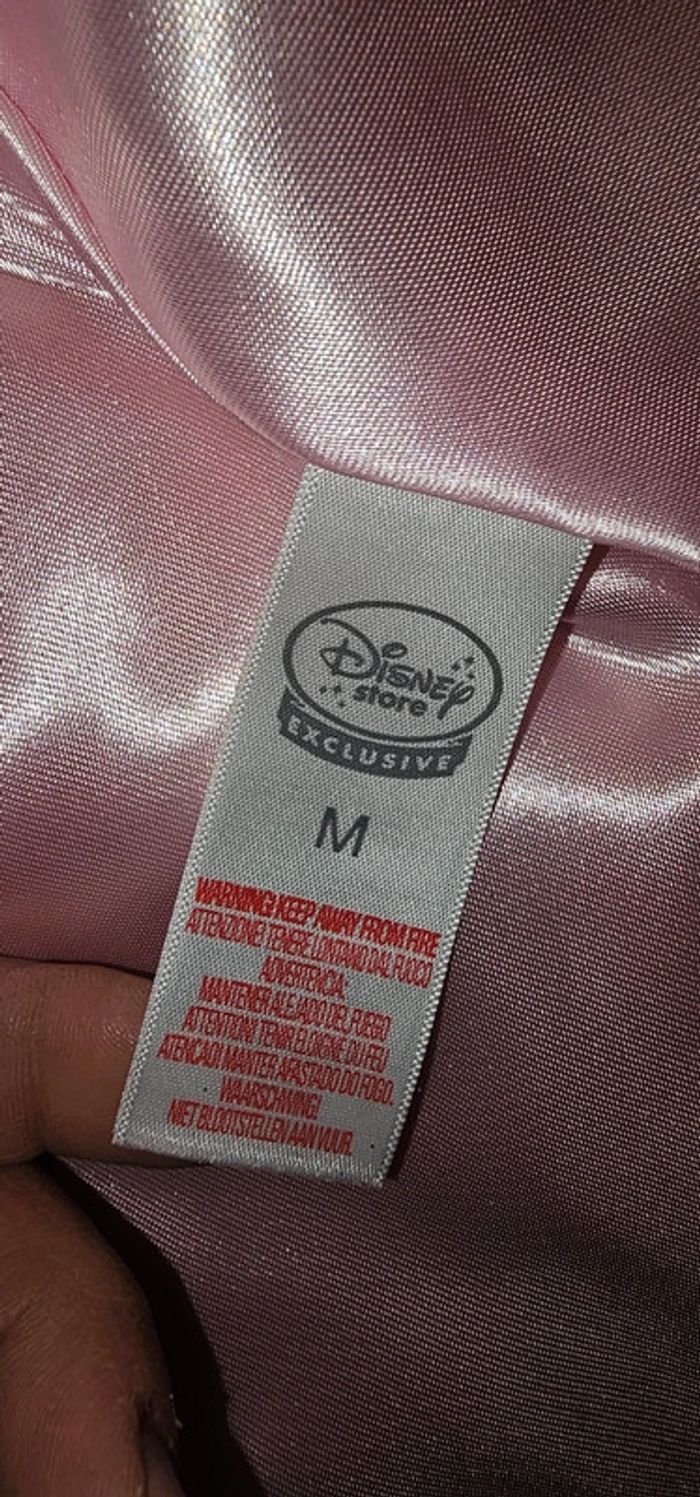 Disney
store
EXCLUSIVE
M
WARNING! KEEP AWAY FROM FIRE
ATTENZIONE TENERE LONTANO DAL FUOCO
ADVERTENCIA.
MANTENER ALEJADO DEL FUEGO
ATTENTION! TENIR ELOIGNE DU FEU
ATENCAO! MANTER AFASTADO DO FOGO.
WAARSCHWING!
NIET BLOOTSTELLEN AAN VUUR.